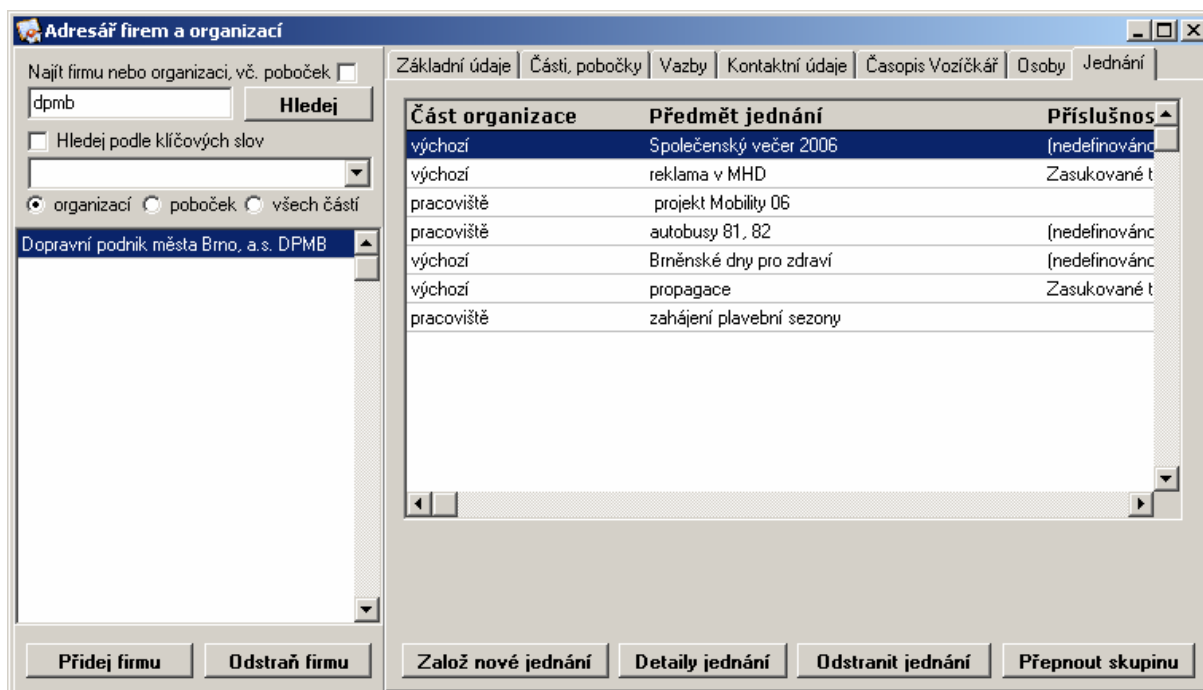 Adresář firem a organizací
Najít firmu nebo organizaci, vč. poboček
dpmb
Hledej
Hledej podle klíčových slov
organizací poboček všech částí
Dopravní podnik města Brno, a.s. DPMB
Přidej firmu Odstraň firmu
Základní údaje Části, pobočky Vazby Kontaktní údaje Časopis Vozíčkář Osoby Jednání
Část organizace Předmět jednání Příslušnos
výchozí Společenský večer 2006 (nedefinováno
výchozí reklama v MHD Zasukované t
pracoviště projekt Mobility 06
pracoviště autobusy 81, 82 (nedefinováno
výchozí Brněnské dny pro zdraví (nedefinováno
výchozí propagace Zasukované t
pracoviště zahájení plavební sezony
Založ nové jednání Detaily jednání Odstranit jednání Přepnout skupinu